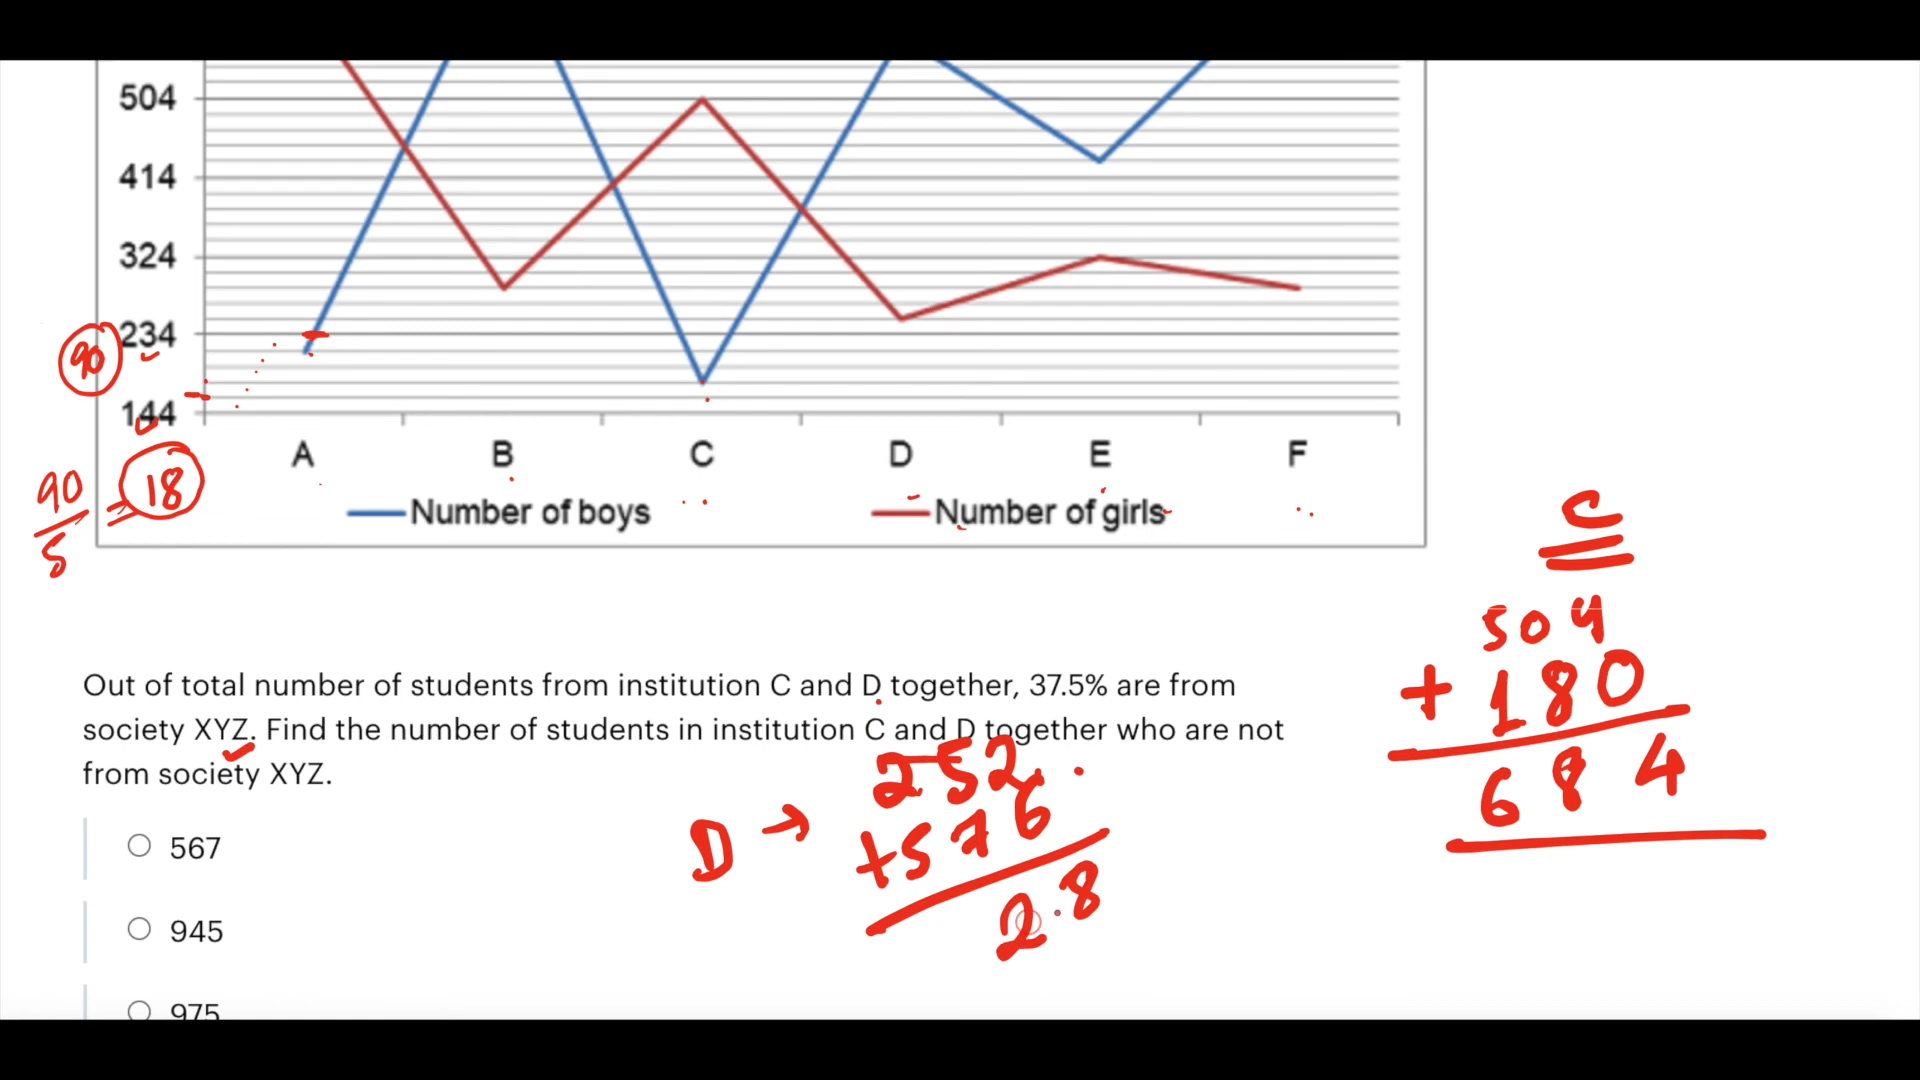 504
414
324
234
90
144
A B C D E F
90
5
= 18
Number of boys Number of girls
C
504
+ 180
684
Out of total number of students from institution C and D together, 37.5% are from
society XYZ. Find the number of students in institution C and D together who are not
from society XYZ.
D → 252
+576
28
567
945
975